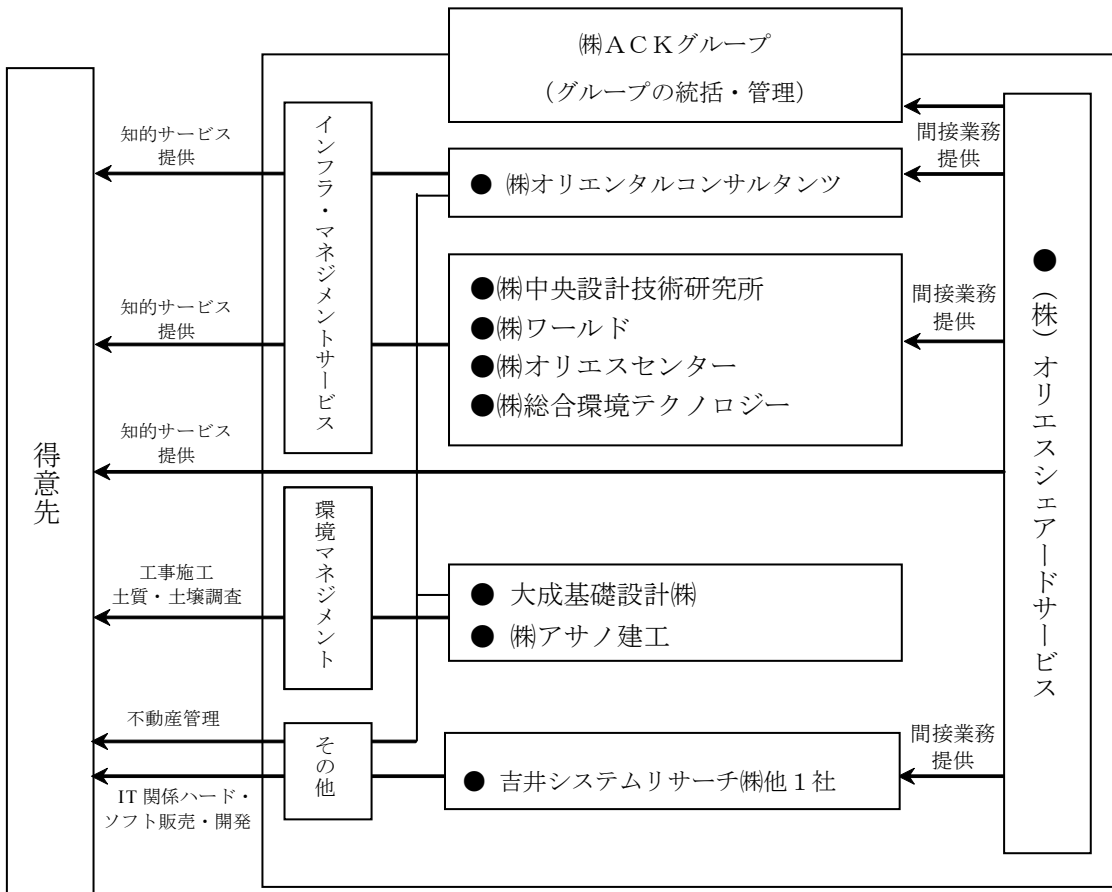 ㈱ＡＣＫグループ
（グループの統括・管理）
得意先
インフラ・マネジメントサービス
知的サービス
提供
● ㈱オリエンタルコンサルタンツ
間接業務
提供
知的サービス
提供
●㈱中央設計技術研究所
●㈱ワールド
●㈱オリエスセンター
●㈱総合環境テクノロジー
間接業務
提供
知的サービス
提供
●（株）オリエスシェアードサービス
環境マネジメント
工事施工
土質・土壌調査
● 大成基礎設計㈱
● ㈱アサノ建工
その他
不動産管理
IT 関係ハード・
ソフト販売・開発
● 吉井システムリサーチ㈱他１社
間接業務
提供